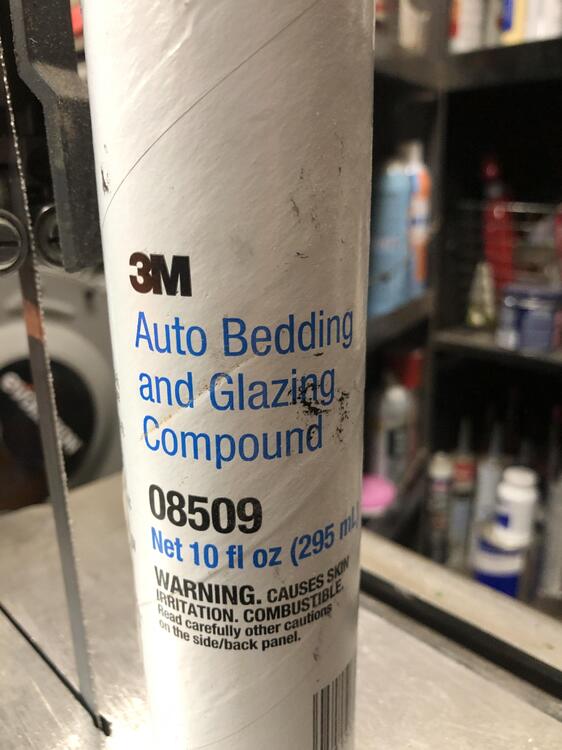 3M
Auto Bedding
and Glazing
Compound
08509
Net 10 fl oz (295 mL)
WARNING. CAUSES SKIN
IRRITATION. COMBUSTIBLE.
Read carefully other cautions
on the side/back panel.